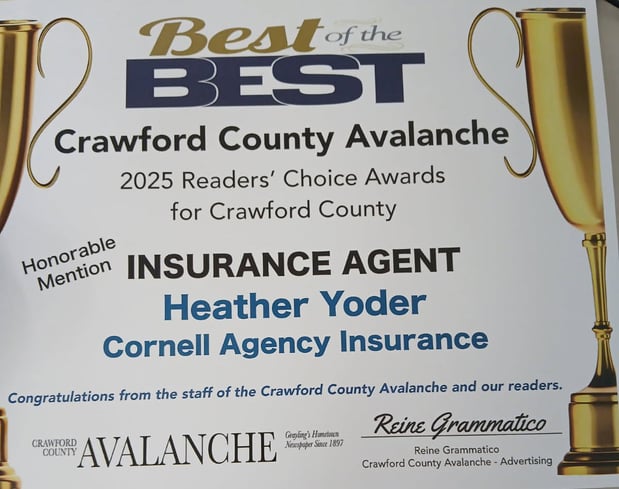 Best of the
BEST
Crawford County Avalanche
2025 Readers' Choice Awards
for Crawford County
Honorable
Mention
INSURANCE AGENT
Heather Yoder
Cornell Agency Insurance
Congratulations from the staff of the Crawford County Avalanche and our readers.
CRAWFORD
COUNTY
AVALANCHE
Grayling's Hometown
Newspaper Since 1897
Reine Grammatico
Reine Grammatico
Crawford County Avalanche - Advertising